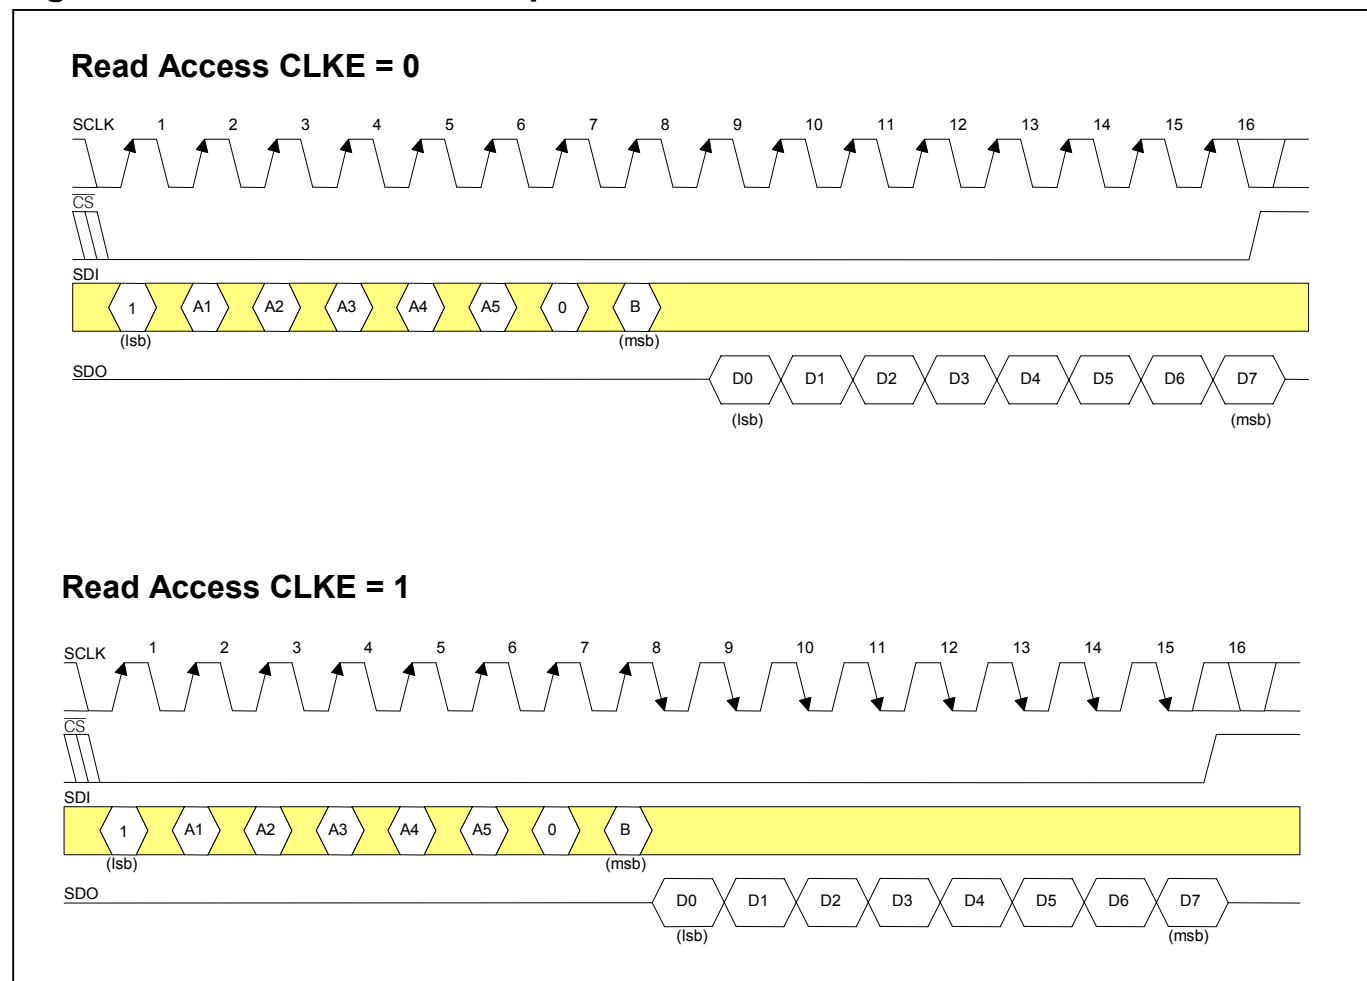 Read Access CLKE = 0
SCLK 1 2 3 4 5 6 7 8 9 10 11 12 13 14 15 16
CS
SDI
1 A1 A2 A3 A4 A5 0 B
(lsb) (msb)
SDO
D0 D1 D2 D3 D4 D5 D6 D7
(lsb) (msb)
Read Access CLKE = 1
SCLK 1 2 3 4 5 6 7 8 9 10 11 12 13 14 15 16
CS
SDI
1 A1 A2 A3 A4 A5 0 B
(lsb) (msb)
SDO
D0 D1 D2 D3 D4 D5 D6 D7
(lsb) (msb)